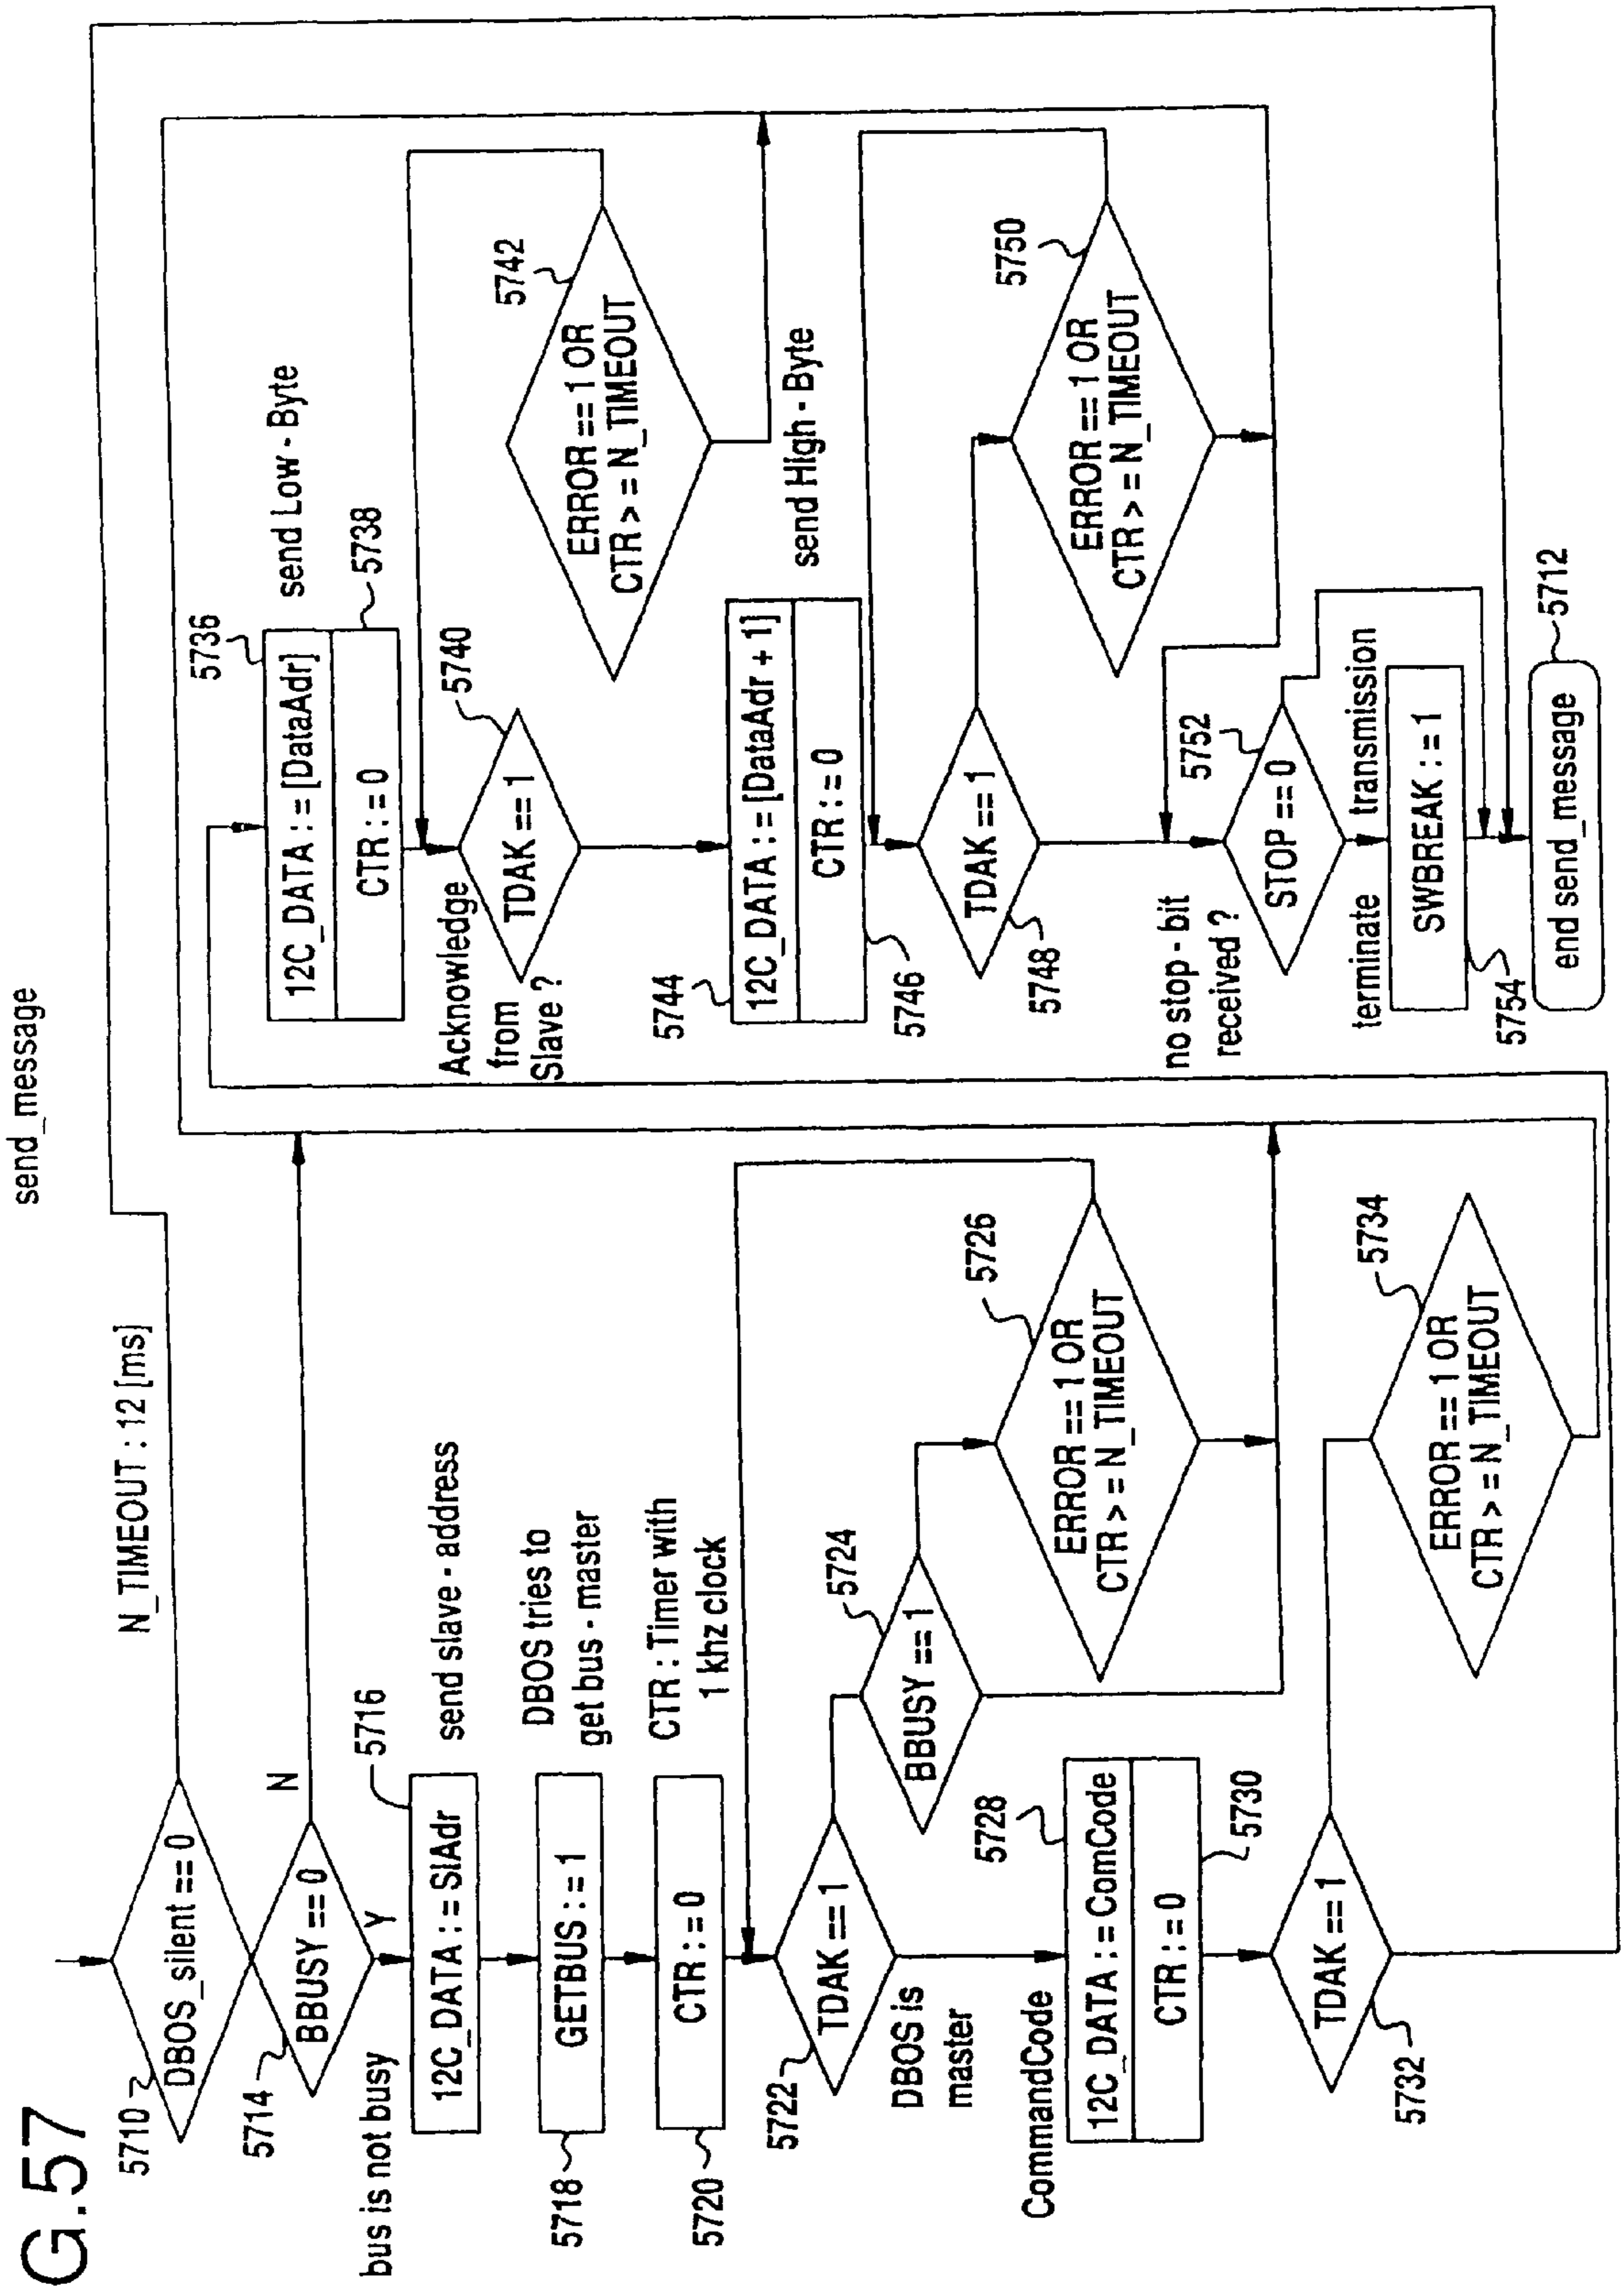 G.57
send_message
N_TIMEOUT : 12 [ms]
5710
DBOS_silent == 0
5714
BBUSY == 0
N
Y
bus is not busy
5716
12C_DATA : = SlAdr
send slave - address
5718
GETBUS : = 1
DBOS tries to
get bus - master
5720
CTR : = 0
CTR : Timer with
1 khz clock
5722
TDAK == 1
5724
BBUSY == 1
5726
ERROR == 1 OR
CTR > = N_TIMEOUT
DBOS is
master
CommandCode
5728
12C_DATA : = ComCode
CTR : = 0
5730
TDAK == 1
5732
5734
ERROR == 1 OR
CTR > = N_TIMEOUT
5736
12C_DATA : = [DataAdr]
send Low - Byte
CTR : = 0
5738
Acknowledge
from
Slave ?
TDAK == 1
5740
5742
ERROR == 1 OR
CTR > = N_TIMEOUT
5744
12C_DATA : = [DataAdr + 1]
send High - Byte
CTR : = 0
5746
TDAK == 1
5748
5750
ERROR == 1 OR
CTR > = N_TIMEOUT
no stop - bit
received ?
5752
STOP == 0
terminate transmission
SWBREAK : = 1
5754
end send_message
5712